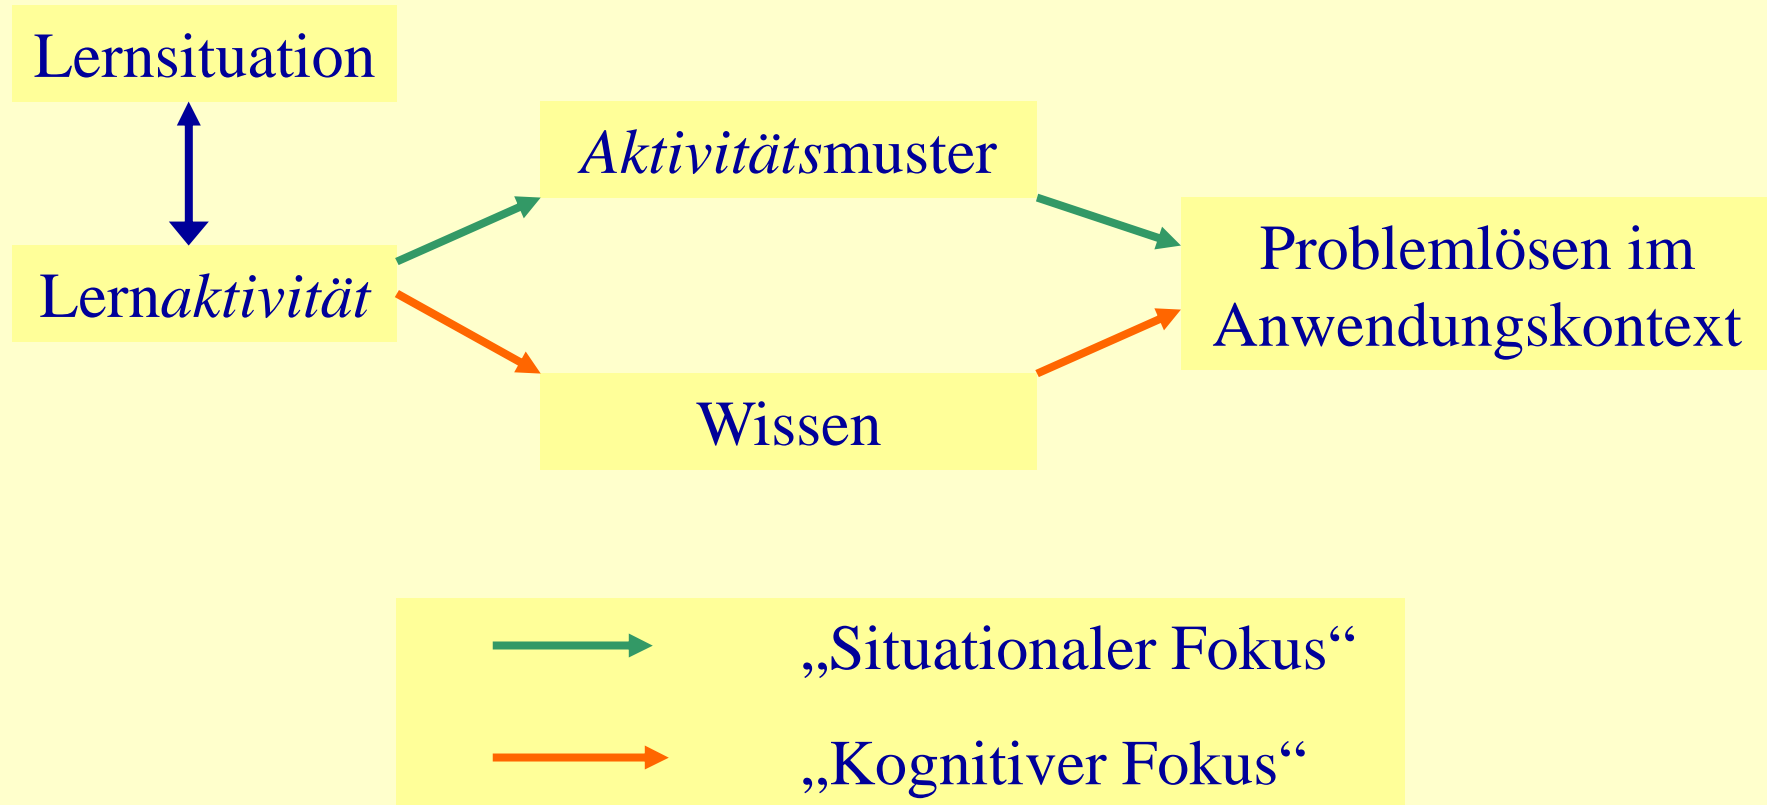 Lernsituation
Aktivitätsmuster
Lernaktivität
Problemlösen im
Anwendungskontext
Wissen
„Situationaler Fokus“
„Kognitiver Fokus“